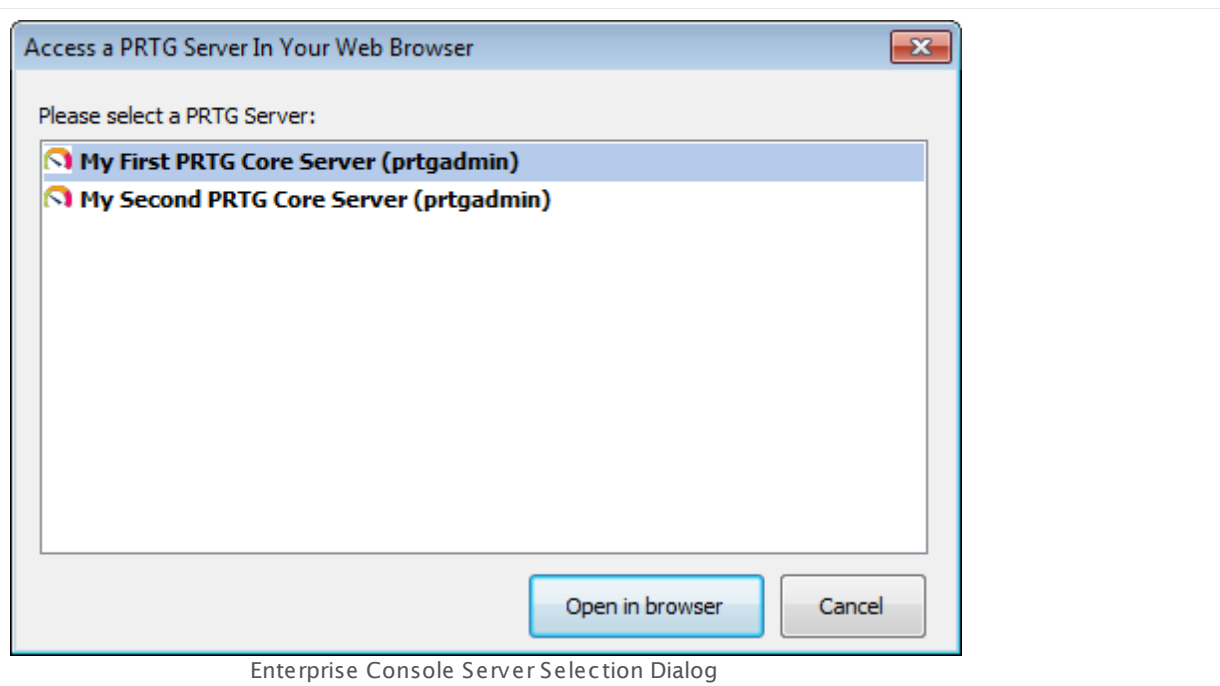 Access a PRTG Server In Your Web Browser
Please select a PRTG Server:
My First PRTG Core Server (prtgadmin)
My Second PRTG Core Server (prtgadmin)
Open in browser
Cancel
Enterprise Console Server Selection Dialog